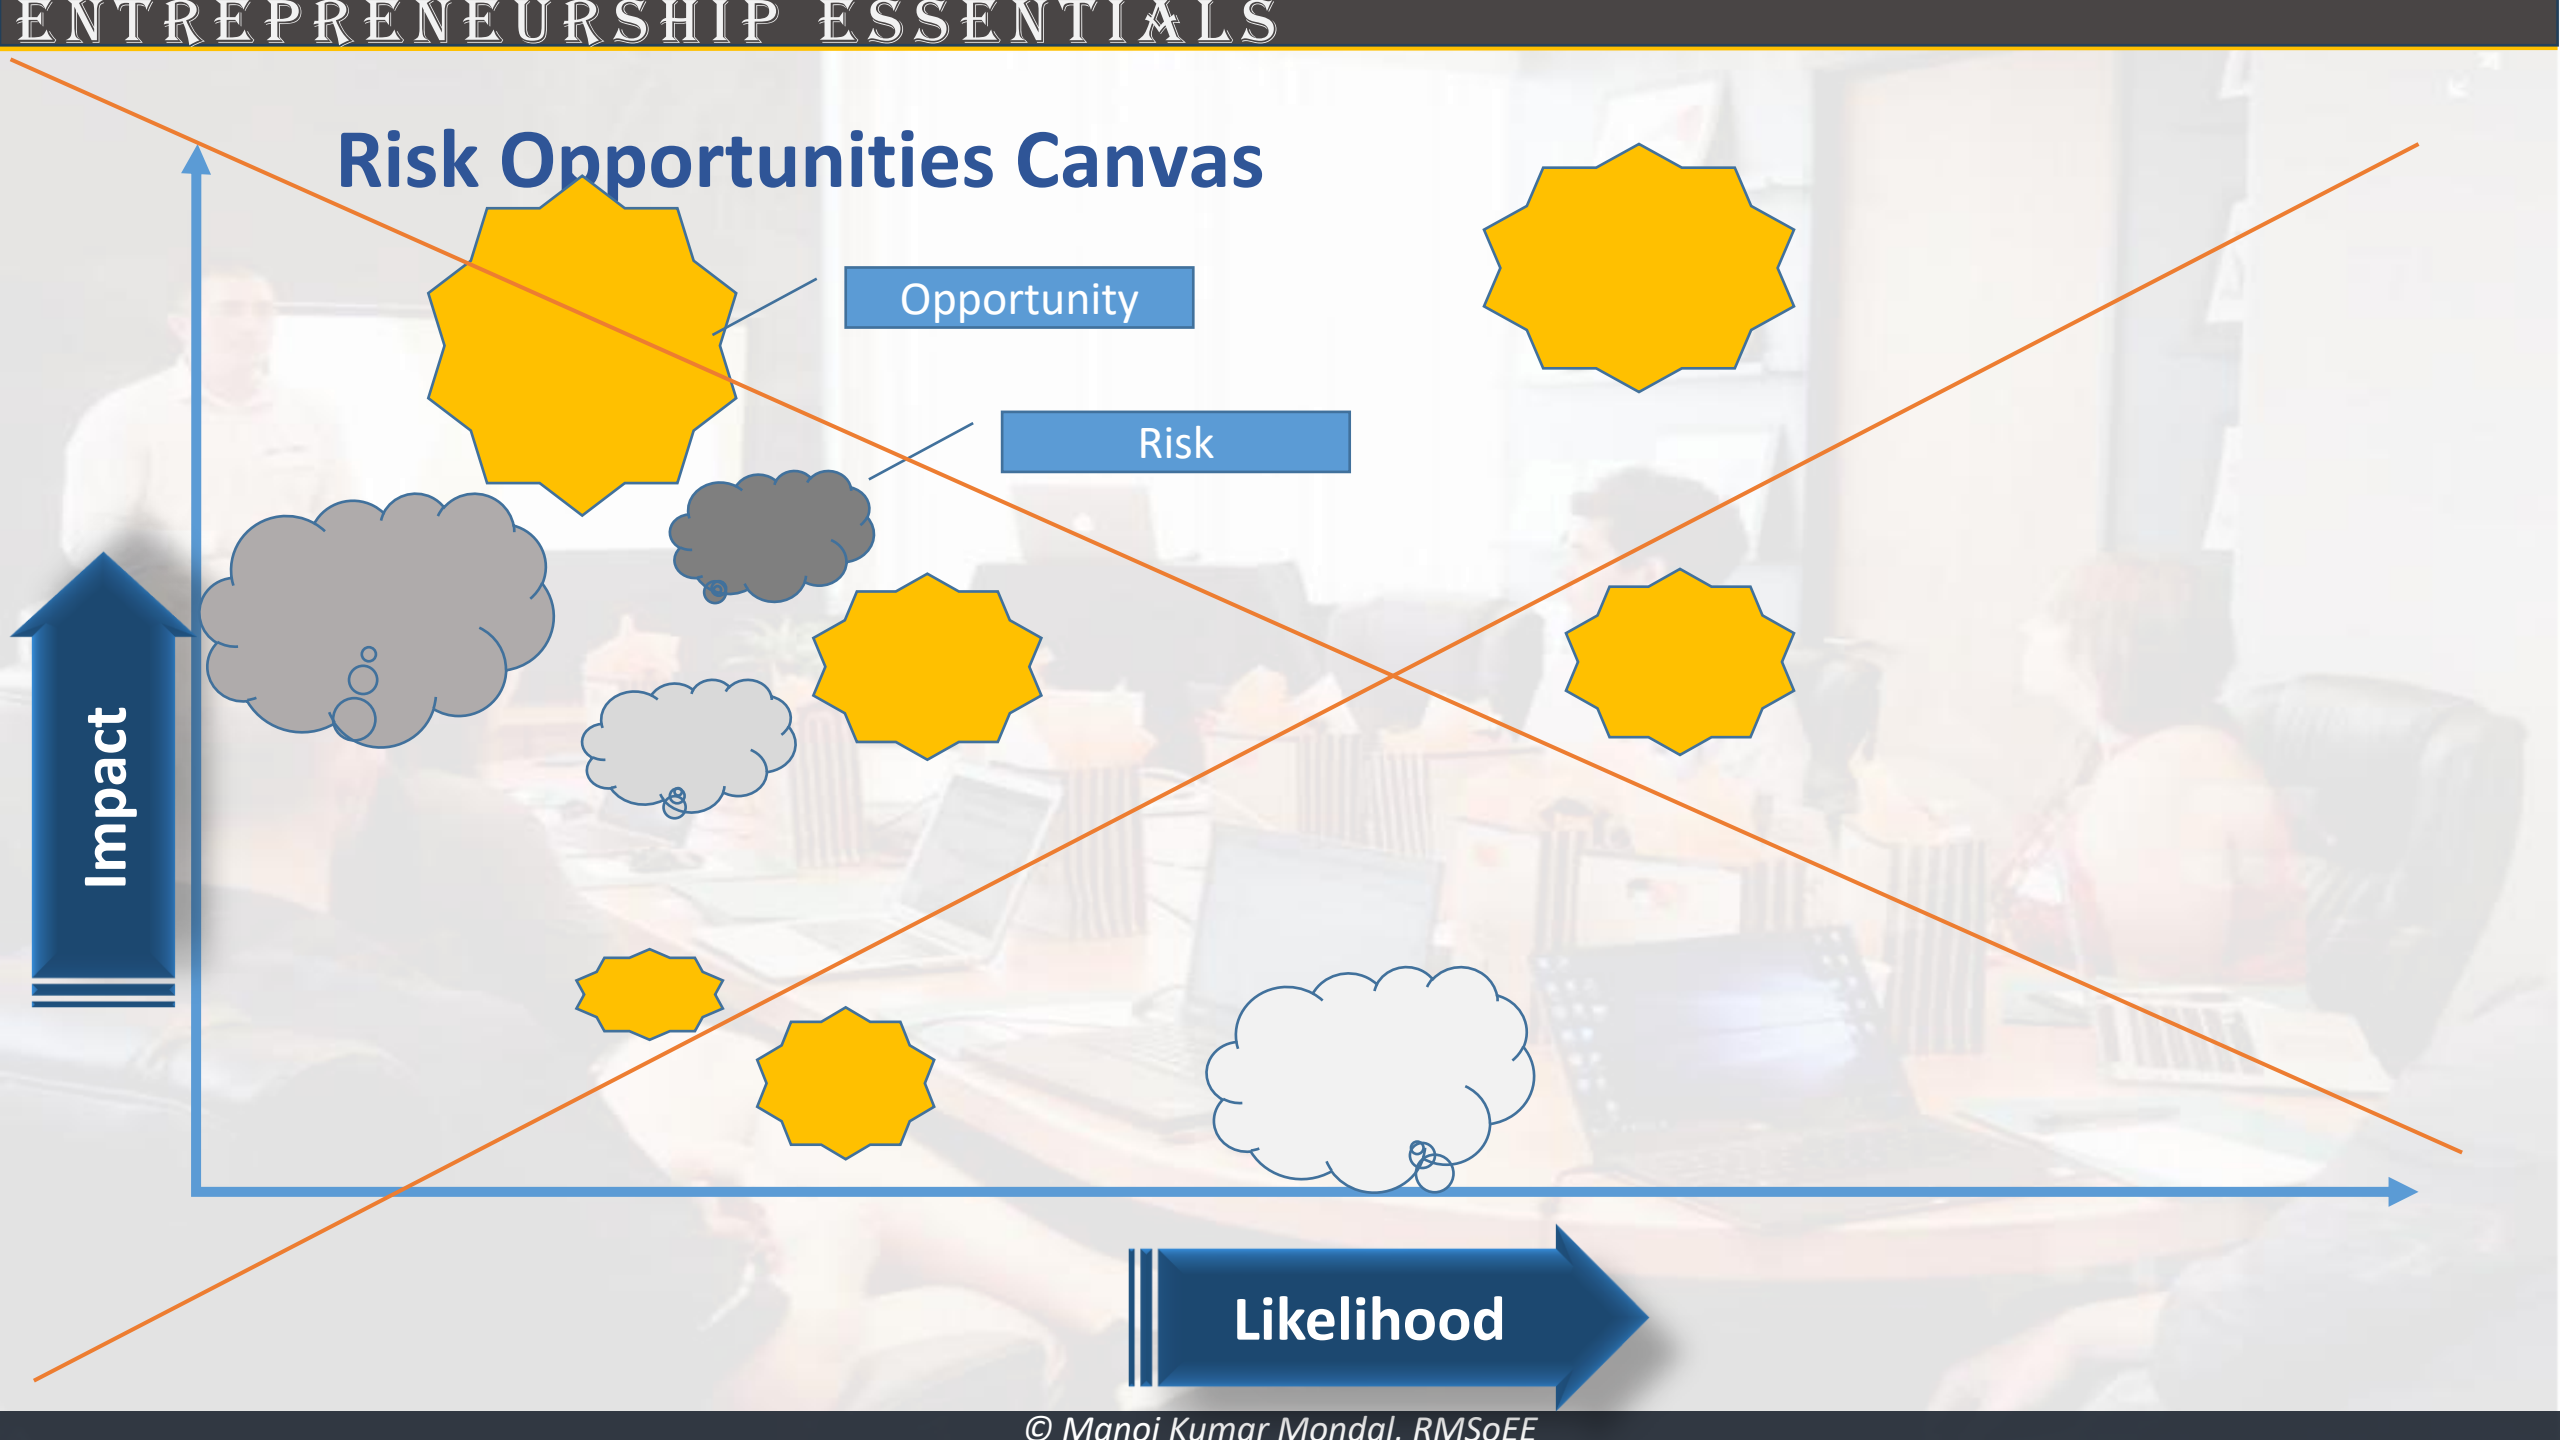 ENTREPRENEURSHIP ESSENTIALS
Risk Opportunities Canvas
Opportunity
Risk
Impact
Likelihood
© Manoj Kumar Mondal, RMSoEE